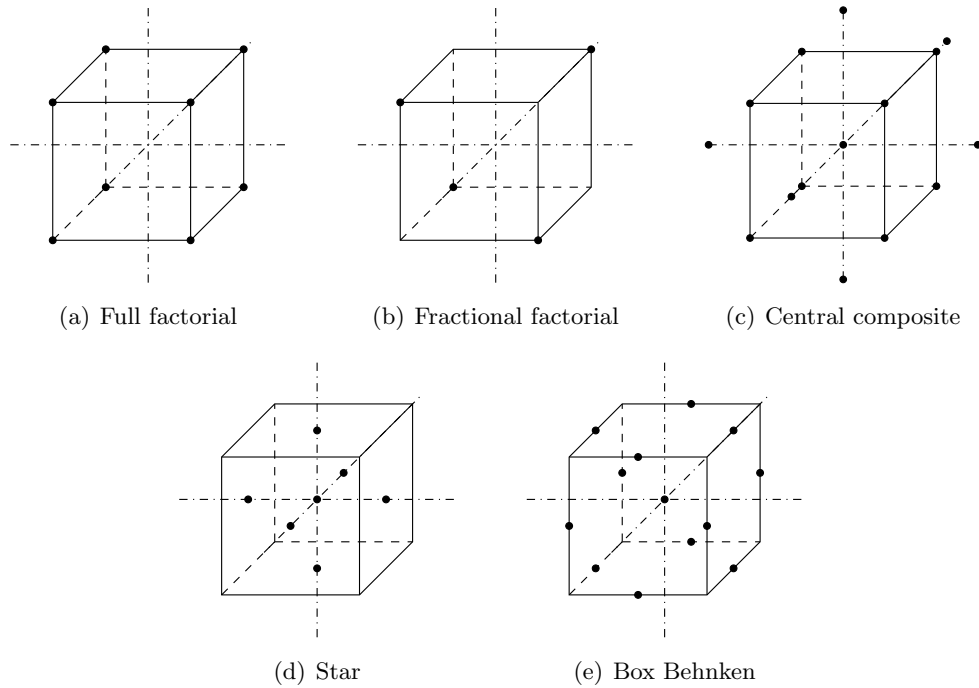 (a) Full factorial
(b) Fractional factorial
(c) Central composite
(d) Star
(e) Box Behnken